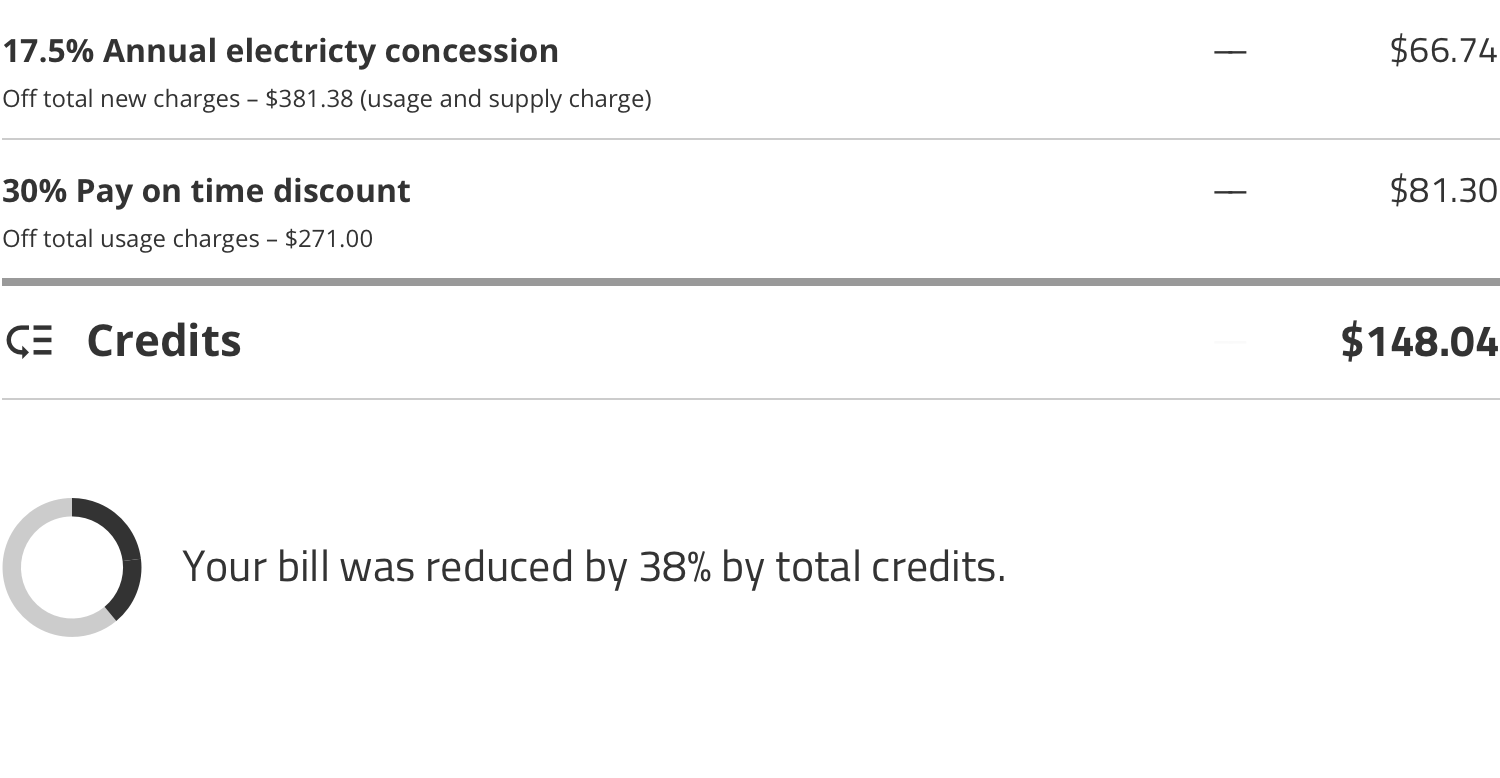 17.5% Annual electricty concession — $66.74
Off total new charges – $381.38 (usage and supply charge)
30% Pay on time discount — $81.30
Off total usage charges – $271.00
Credits — $148.04
Your bill was reduced by 38% by total credits.